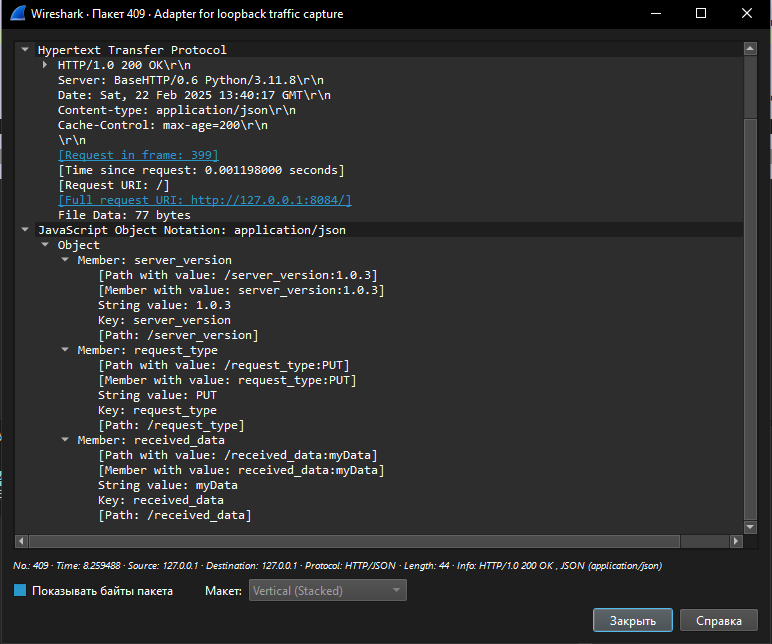 Wireshark · Пакет 409 · Adapter for loopback traffic capture
Hypertext Transfer Protocol
HTTP/1.0 200 OK\r\n
Server: BaseHTTP/0.6 Python/3.11.8\r\n
Date: Sat, 22 Feb 2025 13:40:17 GMT\r\n
Content-type: application/json\r\n
Cache-Control: max-age=200\r\n
\r\n
[Request in frame: 399]
[Time since request: 0.001198000 seconds]
[Request URI: /]
[Full request URI: http://127.0.0.1:8084/]
File Data: 77 bytes
JavaScript Object Notation: application/json
Object
Member: server_version
[Path with value: /server_version:1.0.3]
[Member with value: server_version:1.0.3]
String value: 1.0.3
Key: server_version
[Path: /server_version]
Member: request_type
[Path with value: /request_type:PUT]
[Member with value: request_type:PUT]
String value: PUT
Key: request_type
[Path: /request_type]
Member: received_data
[Path with value: /received_data:myData]
[Member with value: received_data:myData]
String value: myData
Key: received_data
[Path: /received_data]
No.: 409 · Time: 8.259488 · Source: 127.0.0.1 · Destination: 127.0.0.1 · Protocol: HTTP/JSON · Length: 44 · Info: HTTP/1.0 200 OK , JSON (application/json)
Показывать байты пакета Макет: Vertical (Stacked)
Закрыть Справка